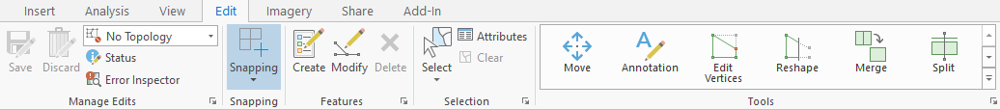 Insert Analysis View Edit Imagery Share Add-In
No Topology
Status
Error Inspector
Save Discard
Manage Edits
Snapping
Snapping
Create Modify Delete
Features
Select
Attributes
Clear
Selection
Move Annotation Edit
Vertices Reshape Merge Split
Tools